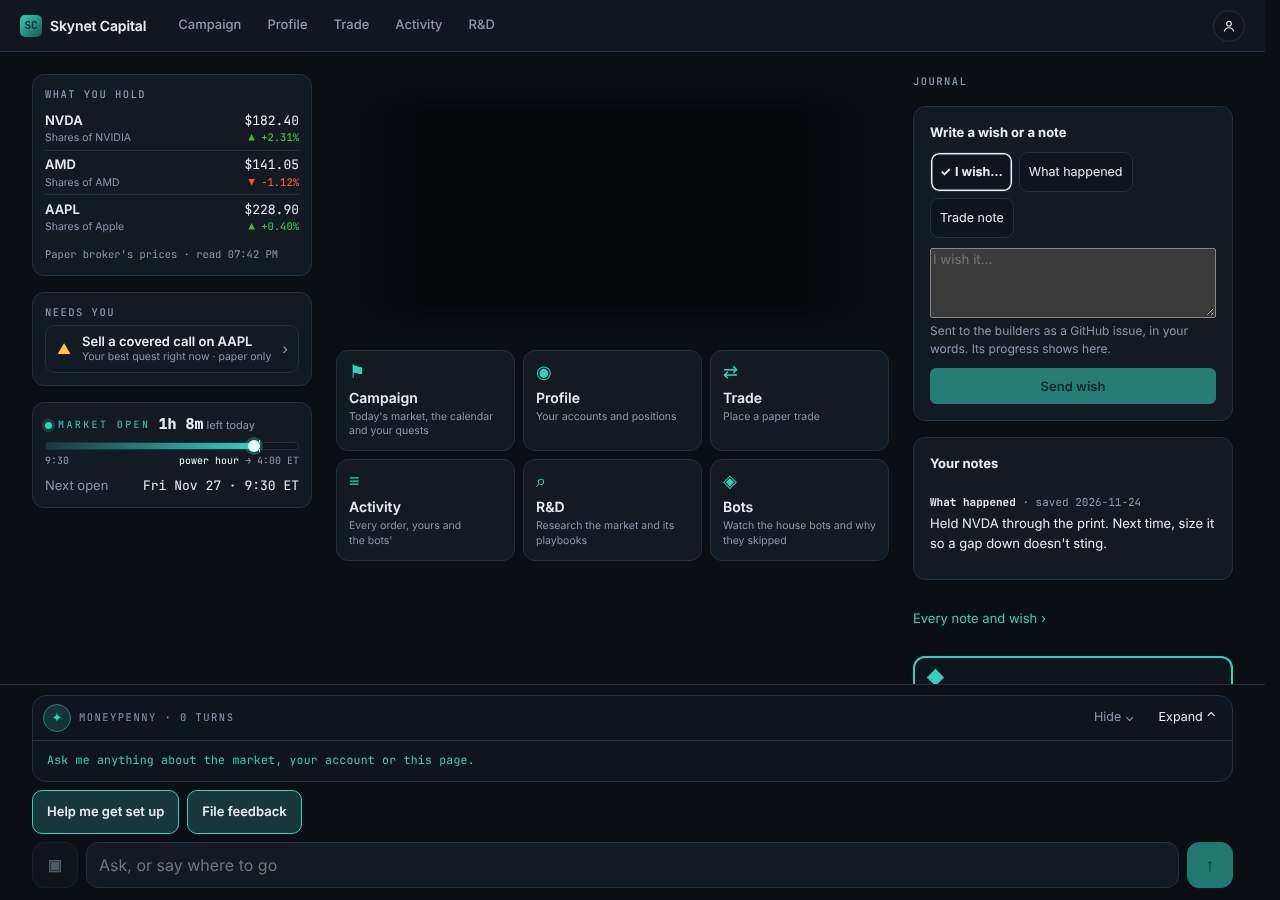 SC Skynet Capital Campaign Profile Trade Activity R&D
WHAT YOU HOLD
NVDA $182.40
Shares of NVIDIA ▲ +2.31%
AMD $141.05
Shares of AMD ▼ -1.12%
AAPL $228.90
Shares of Apple ▲ +0.40%
Paper broker's prices · read 07:42 PM
NEEDS YOU
Sell a covered call on AAPL
Your best quest right now · paper only ›
MARKET OPEN 1h 8m left today
9:30 power hour → 4:00 ET
Next open Fri Nov 27 · 9:30 ET
Campaign
Today's market, the calendar
and your quests
Profile
Your accounts and positions
Trade
Place a paper trade
Activity
Every order, yours and
the bots'
R&D
Research the market and its
playbooks
Bots
Watch the house bots and why
they skipped
JOURNAL
Write a wish or a note
✓ I wish… What happened
Trade note
I wish it…
Sent to the builders as a GitHub issue, in your
words. Its progress shows here.
Send wish
Your notes
What happened · saved 2026-11-24
Held NVDA through the print. Next time, size it
so a gap down doesn't sting.
Every note and wish ›
MONEYPENNY · 0 TURNS Hide Expand
Ask me anything about the market, your account or this page.
Help me get set up File feedback
Ask, or say where to go ↑